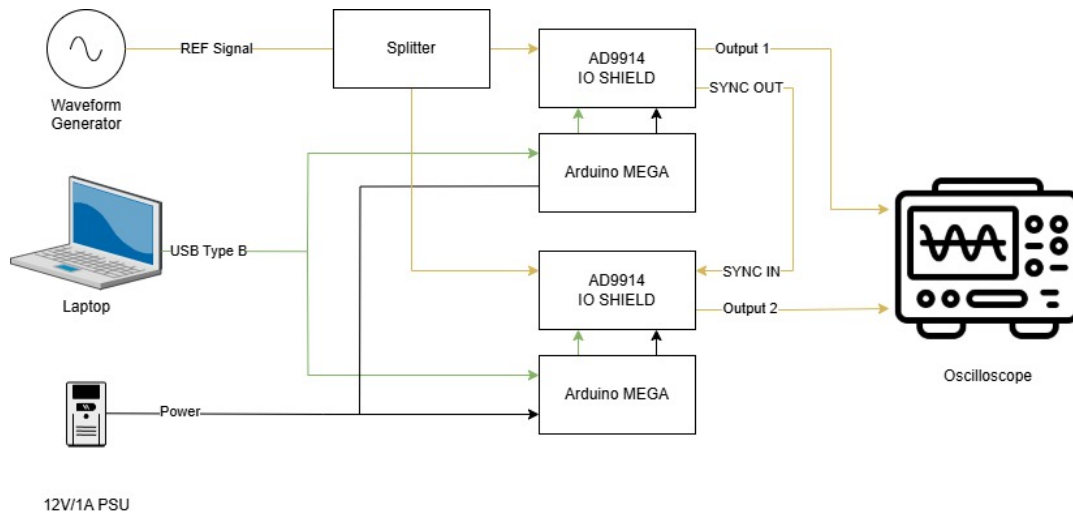 REF Signal
Splitter
AD9914
IO SHIELD
Output 1
SYNC OUT
Waveform
Generator
Arduino MEGA
USB Type B
Laptop
AD9914
IO SHIELD
SYNC IN
Output 2
Arduino MEGA
Oscilloscope
Power
12V/1A PSU